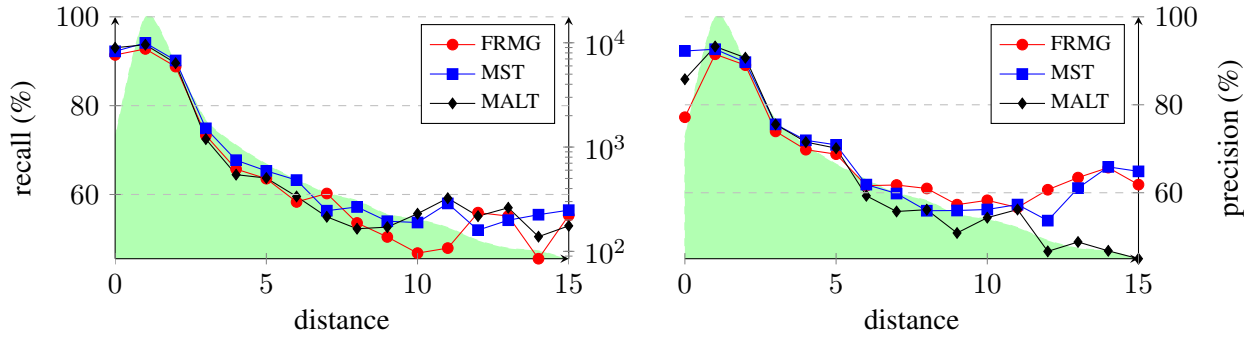 100
80
60
recall (%)
0
5
10
15
distance
10^4
10^3
10^2
FRMG
MST
MALT
100
80
60
precision (%)
0
5
10
15
distance
FRMG
MST
MALT